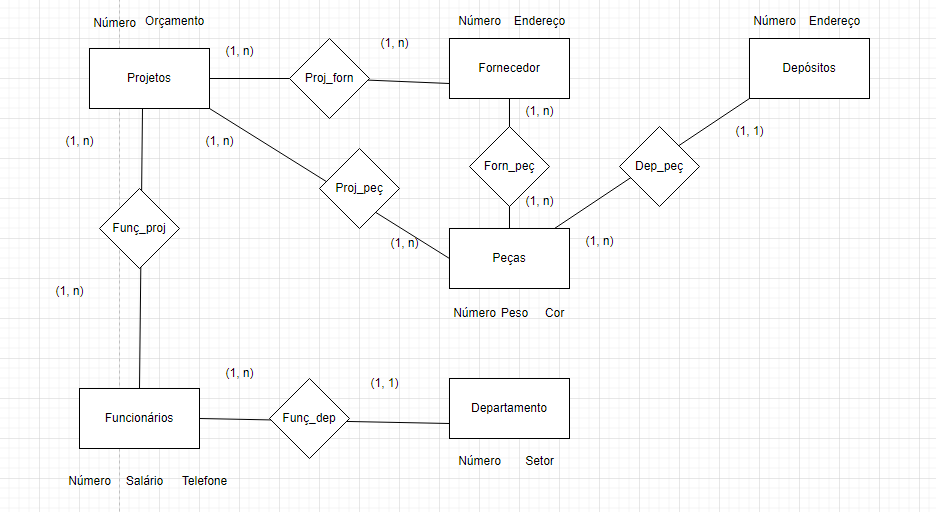 Número Orçamento
Número Endereço
Número Endereço
(1, n)
(1, n)
Projetos
Proj_forn
Fornecedor
Depósitos
(1, n)
(1, n)
(1, n)
(1, 1)
Proj_peç
Forn_peç
Dep_peç
(1, n)
Funç_proj
(1, n)
(1, n)
Peças
(1, n)
Número Peso Cor
(1, n)
(1, 1)
Funcionários
Funç_dep
Departamento
Número Setor
Número Salário Telefone